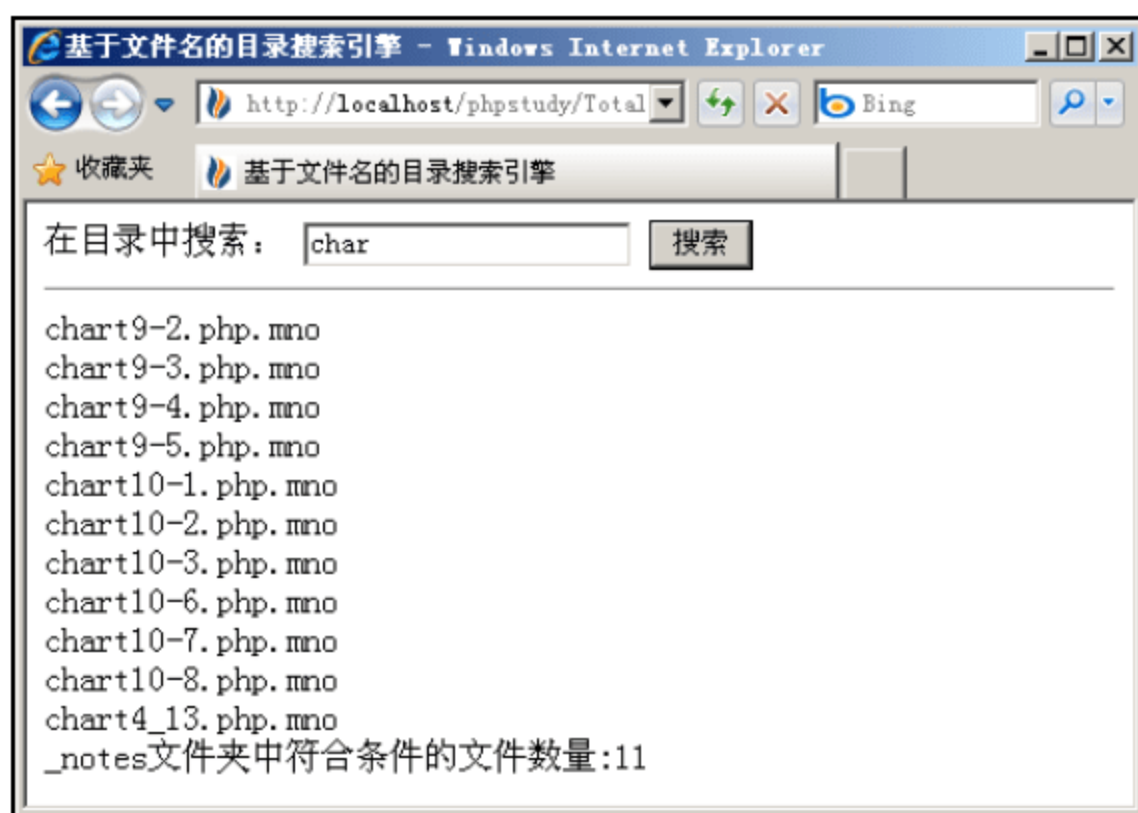 基于文件名的目录搜索引擎 - Windows Internet Explorer
http://localhost/phpstudy/Total
Bing
收藏夹
基于文件名的目录搜索引擎
在目录中搜索： char 搜索
chart9-2.php.mno
chart9-3.php.mno
chart9-4.php.mno
chart9-5.php.mno
chart10-1.php.mno
chart10-2.php.mno
chart10-3.php.mno
chart10-6.php.mno
chart10-7.php.mno
chart10-8.php.mno
chart4_13.php.mno
_notes文件夹中符合条件的文件数量:11